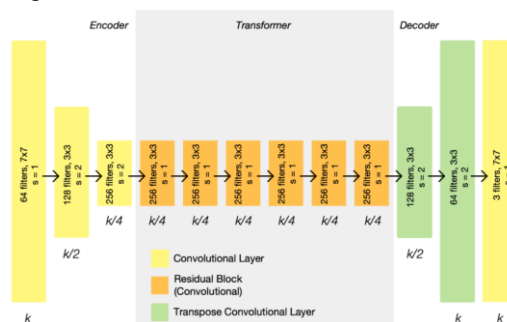 Encoder
Transformer
Decoder
64 filters, 7x7
s = 1
128 filters, 3x3
s = 2
256 filters, 3x3
s = 2
256 filters, 3x3
s = 1
256 filters, 3x3
s = 1
256 filters, 3x3
s = 1
256 filters, 3x3
s = 1
256 filters, 3x3
s = 1
256 filters, 3x3
s = 1
128 filters, 3x3
s = 2
64 filters, 3x3
s = 2
3 filters, 7x7
s = 1
k/4
k/4
k/4
k/4
k/4
k/4
k/4
k/2
k/2
Convolutional Layer
Residual Block
(Convolutional)
Transpose Convolutional Layer
k
k
k